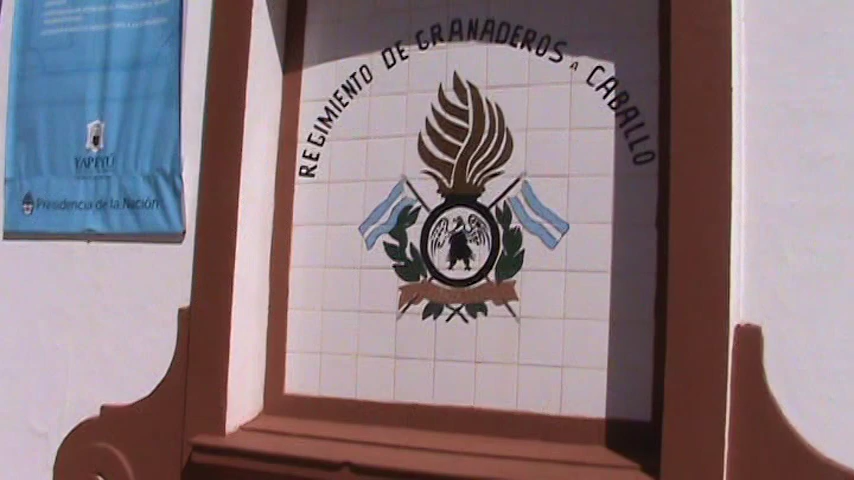 REGIMIENTO DE GRANADEROS A CABALLO
YAPEYÚ
Presidencia de la Nación